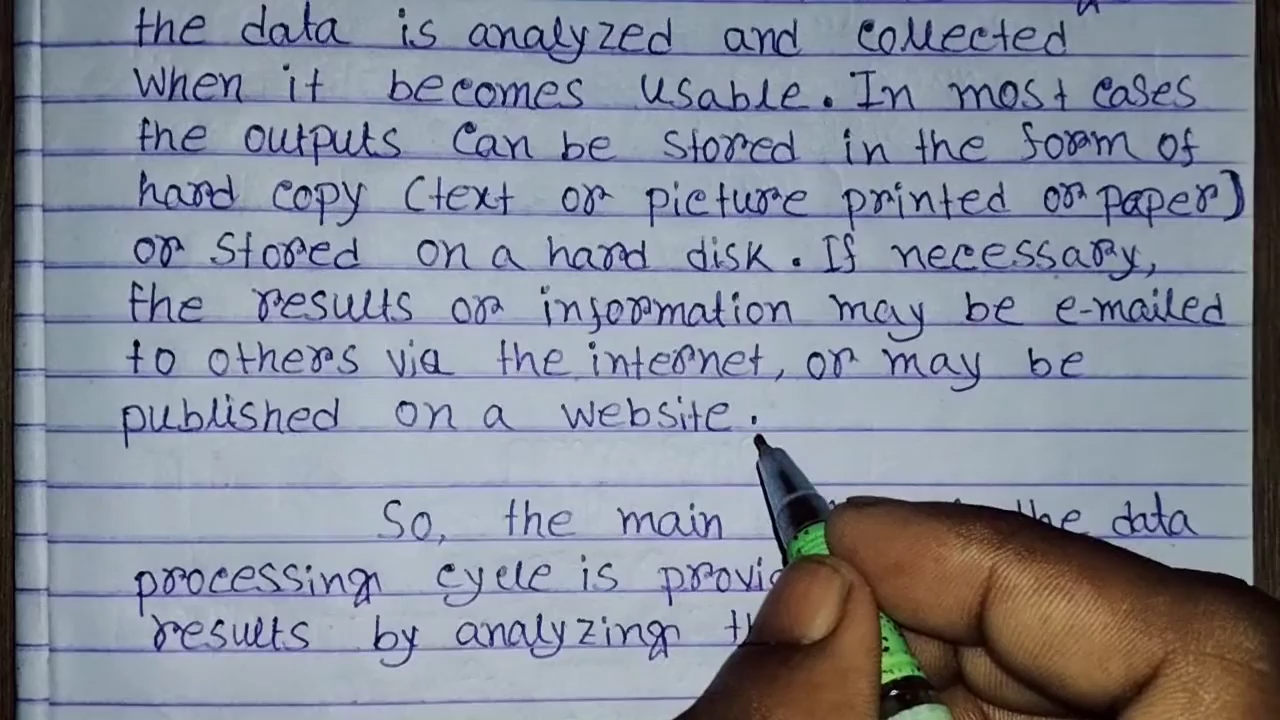 the data is analyzed and collected
When it becomes usable. In most cases
the outputs can be stored in the form of
hard copy (text or picture printed or paper)
or stored on a hard disk. If necessary,
the results or information may be e-mailed
to others via the internet, or may be
published on a website.
So, the main the data
processing cycle is
results by analyzing